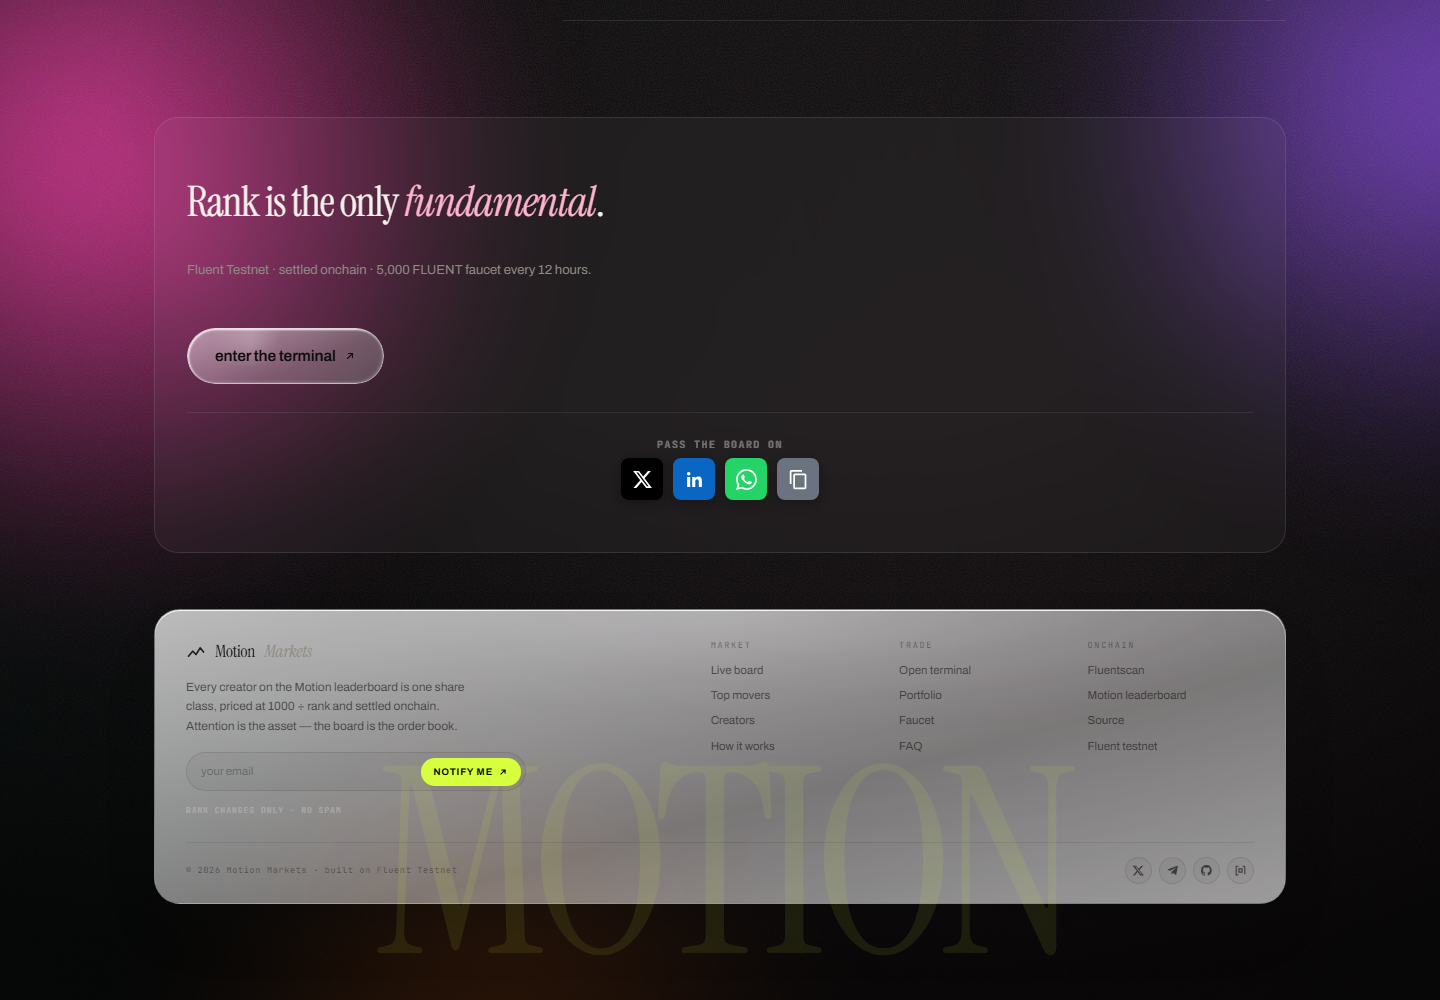 Rank is the only fundamental.
Fluent Testnet · settled onchain · 5,000 FLUENT faucet every 12 hours.
enter the terminal
PASS THE BOARD ON
Motion Markets
Every creator on the Motion leaderboard is one share
class, priced at 1000 ÷ rank and settled onchain.
Attention is the asset — the board is the order book.
your email
NOTIFY ME
RANK CHANGES ONLY · NO SPAM
MARKET
Live board
Top movers
Creators
How it works
TRADE
Open terminal
Portfolio
Faucet
FAQ
ONCHAIN
Fluentscan
Motion leaderboard
Source
Fluent testnet
© 2026 Motion Markets · built on Fluent Testnet
MOTION